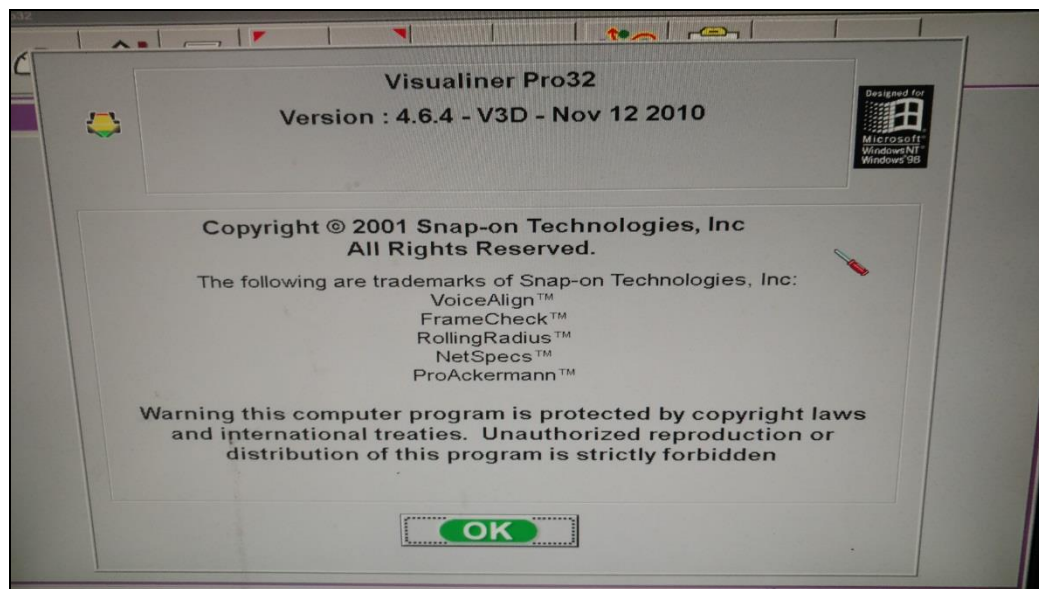 Visualiner Pro32
Version : 4.6.4 - V3D - Nov 12 2010
Designed for
Microsoft
Windows NT
Windows 98
Copyright © 2001 Snap-on Technologies, Inc
All Rights Reserved.
The following are trademarks of Snap-on Technologies, Inc:
VoiceAlign™
FrameCheck™
RollingRadius™
NetSpecs™
ProAckermann™
Warning this computer program is protected by copyright laws
and international treaties. Unauthorized reproduction or
distribution of this program is strictly forbidden
OK